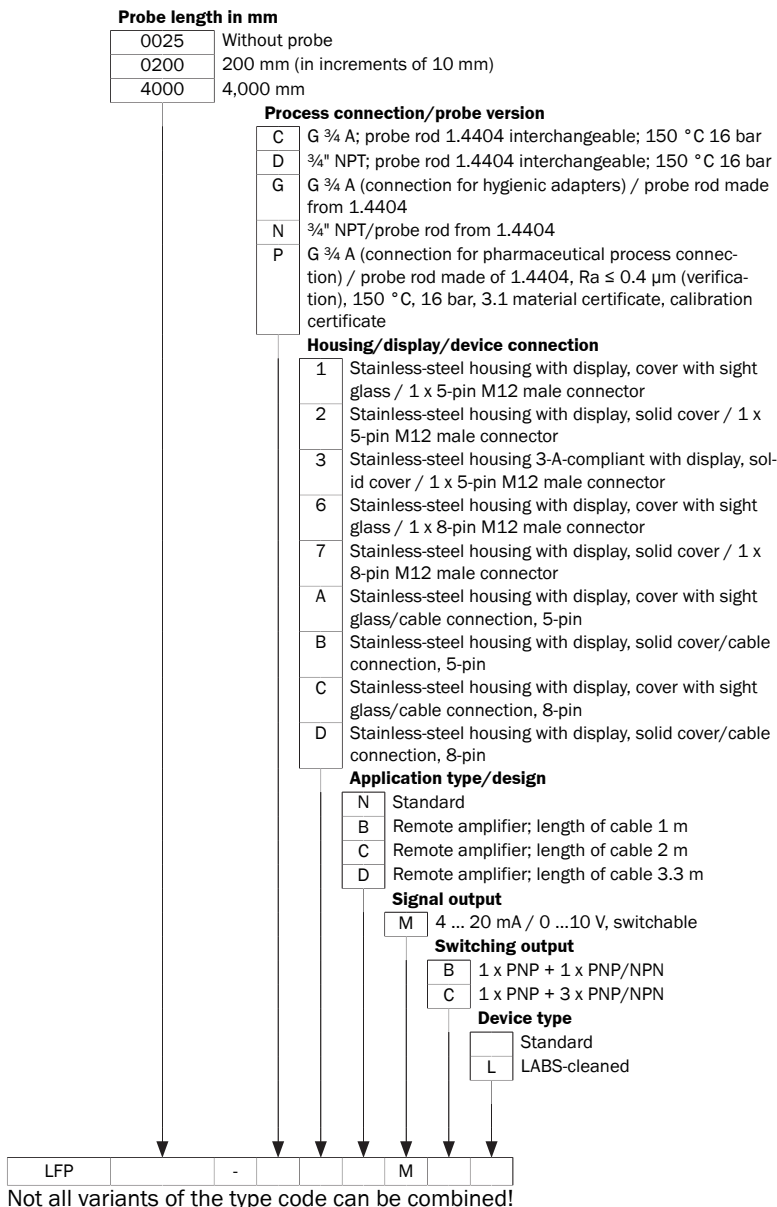 Probe length in mm
0025 Without probe
0200 200 mm (in increments of 10 mm)
4000 4,000 mm
Process connection/probe version
C G ¾ A; probe rod 1.4404 interchangeable; 150 °C 16 bar
D ¾" NPT; probe rod 1.4404 interchangeable; 150 °C 16 bar
G G ¾ A (connection for hygienic adapters) / probe rod made
from 1.4404
N ¾" NPT/probe rod from 1.4404
P G ¾ A (connection for pharmaceutical process connec-
tion) / probe rod made of 1.4404, Ra ≤ 0.4 µm (verifica-
tion), 150 °C, 16 bar, 3.1 material certificate, calibration
certificate
Housing/display/device connection
1 Stainless-steel housing with display, cover with sight
glass / 1 x 5-pin M12 male connector
2 Stainless-steel housing with display, solid cover / 1 x
5-pin M12 male connector
3 Stainless-steel housing 3-A-compliant with display, sol-
id cover / 1 x 5-pin M12 male connector
6 Stainless-steel housing with display, cover with sight
glass / 1 x 8-pin M12 male connector
7 Stainless-steel housing with display, solid cover / 1 x
8-pin M12 male connector
A Stainless-steel housing with display, cover with sight
glass/cable connection, 5-pin
B Stainless-steel housing with display, solid cover/cable
connection, 5-pin
C Stainless-steel housing with display, cover with sight
glass/cable connection, 8-pin
D Stainless-steel housing with display, solid cover/cable
connection, 8-pin
Application type/design
N Standard
B Remote amplifier; length of cable 1 m
C Remote amplifier; length of cable 2 m
D Remote amplifier; length of cable 3.3 m
Signal output
M 4 ... 20 mA / 0 ...10 V, switchable
Switching output
B 1 x PNP + 1 x PNP/NPN
C 1 x PNP + 3 x PNP/NPN
Device type
Standard
L LABS-cleaned
LFP - M
Not all variants of the type code can be combined!